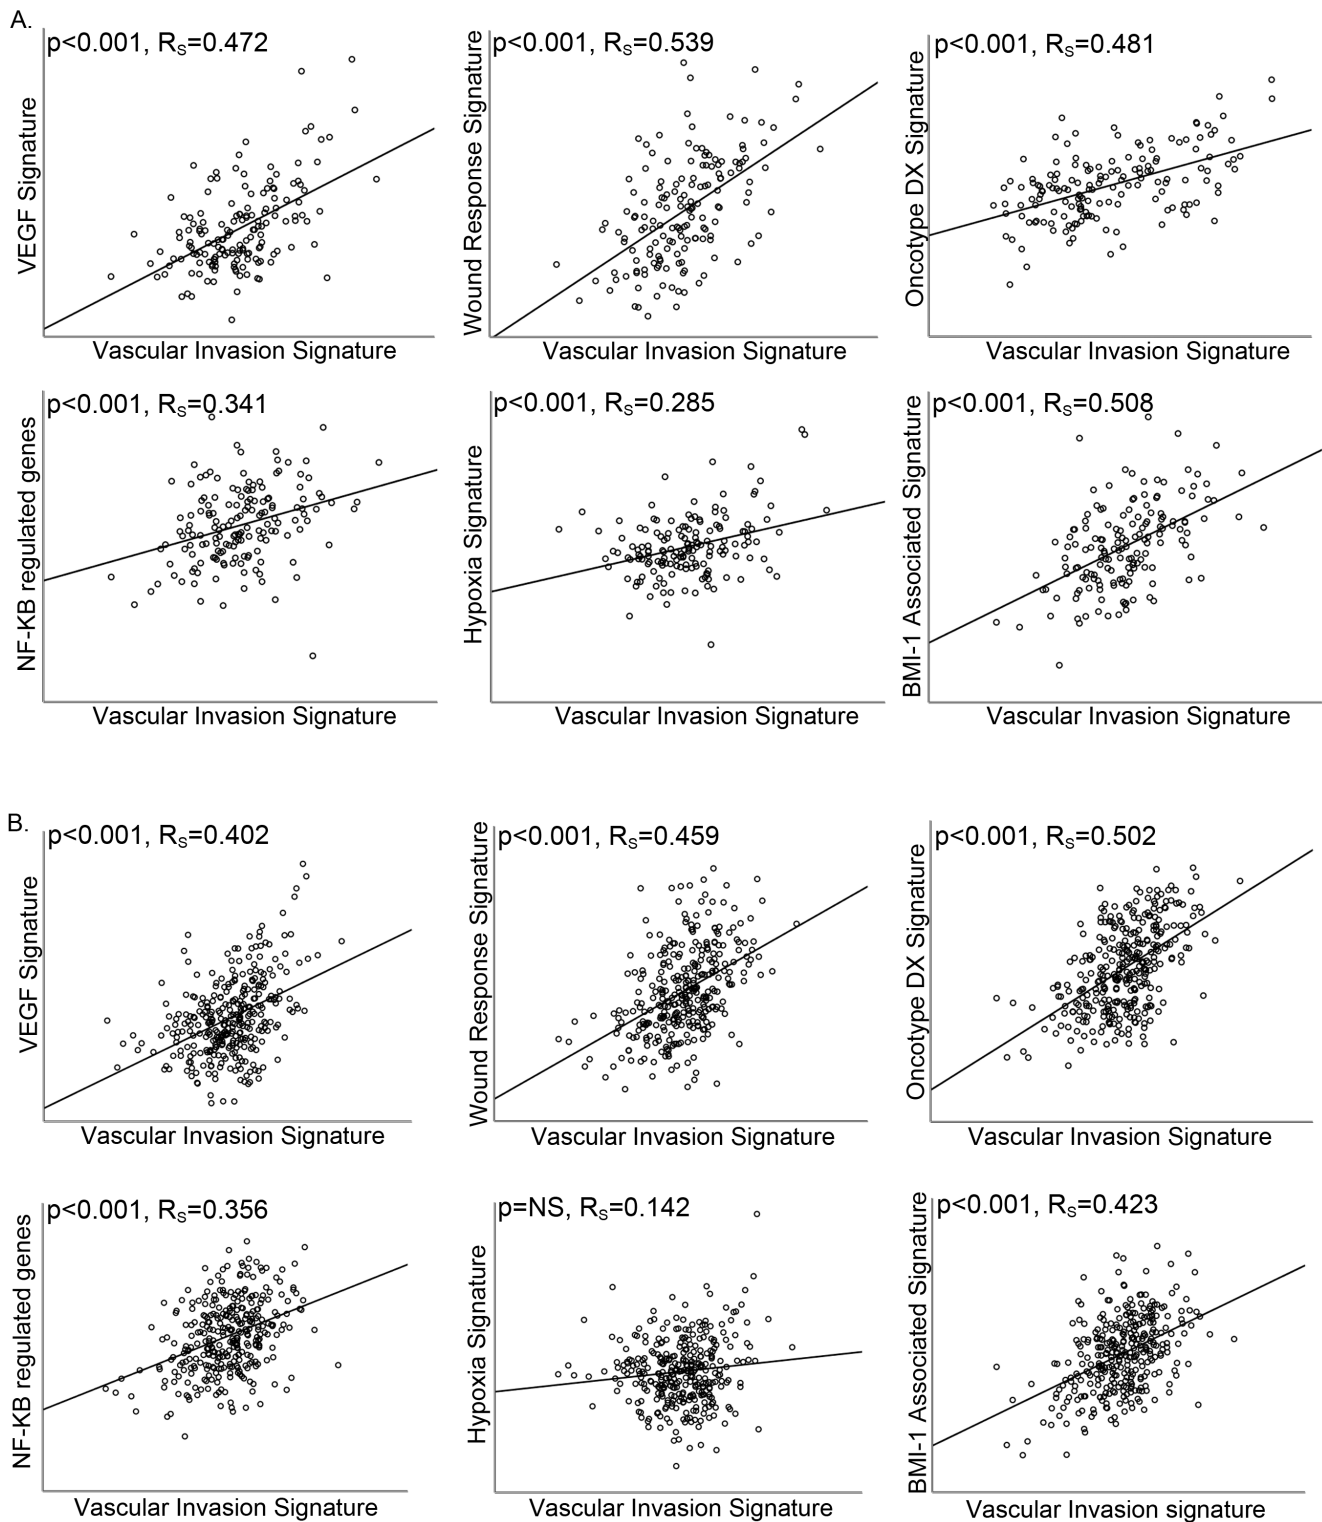 A.
p<0.001, RS=0.472
VEGF Signature
Vascular Invasion Signature
p<0.001, RS=0.539
Wound Response Signature
Vascular Invasion Signature
p<0.001, RS=0.481
Oncotype DX Signature
Vascular Invasion Signature
p<0.001, RS=0.341
NF-KB regulated genes
Vascular Invasion Signature
p<0.001, RS=0.285
Hypoxia Signature
Vascular Invasion Signature
p<0.001, RS=0.508
BMI-1 Associated Signature
Vascular Invasion Signature
B.
p<0.001, RS=0.402
VEGF Signature
Vascular Invasion Signature
p<0.001, RS=0.459
Wound Response Signature
Vascular Invasion Signature
p<0.001, RS=0.502
Oncotype DX Signature
Vascular Invasion Signature
p<0.001, RS=0.356
NF-KB regulated genes
Vascular Invasion Signature
p=NS, RS=0.142
Hypoxia Signature
Vascular Invasion Signature
p<0.001, RS=0.423
BMI-1 Associated Signature
Vascular Invasion signature